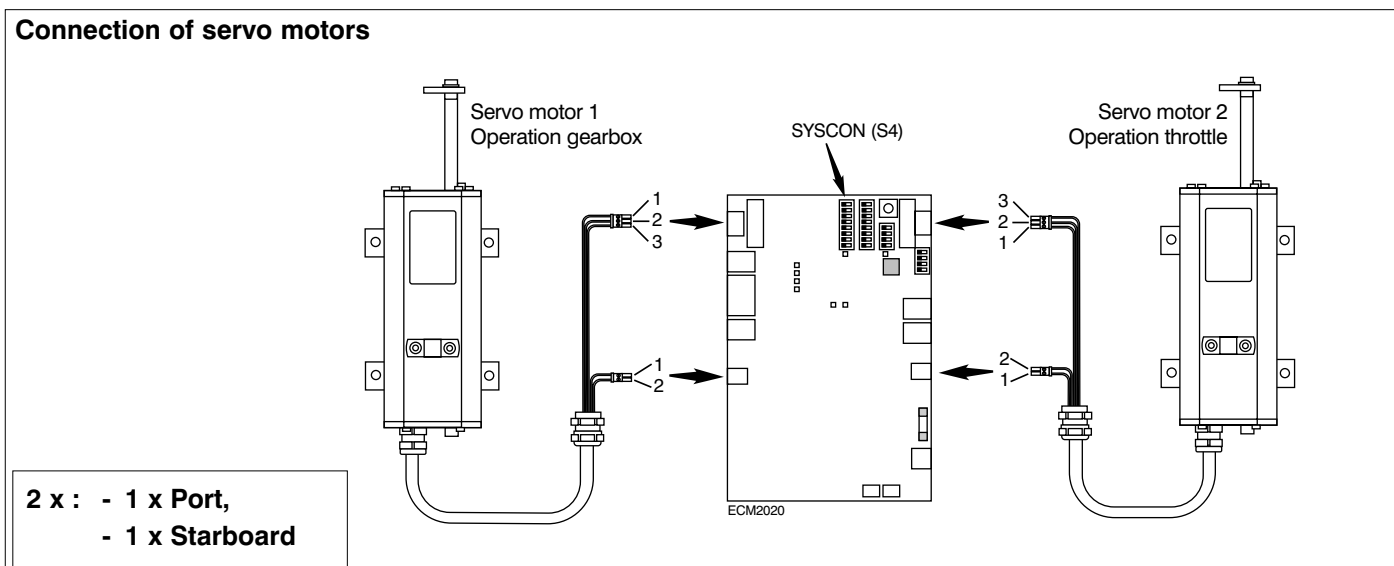 Connection of servo motors
Servo motor 1
Operation gearbox
SYSCON (S4)
Servo motor 2
Operation throttle
1
2
3
3
2
1
1
2
2
1
ECM2020
2 x : - 1 x Port,
- 1 x Starboard